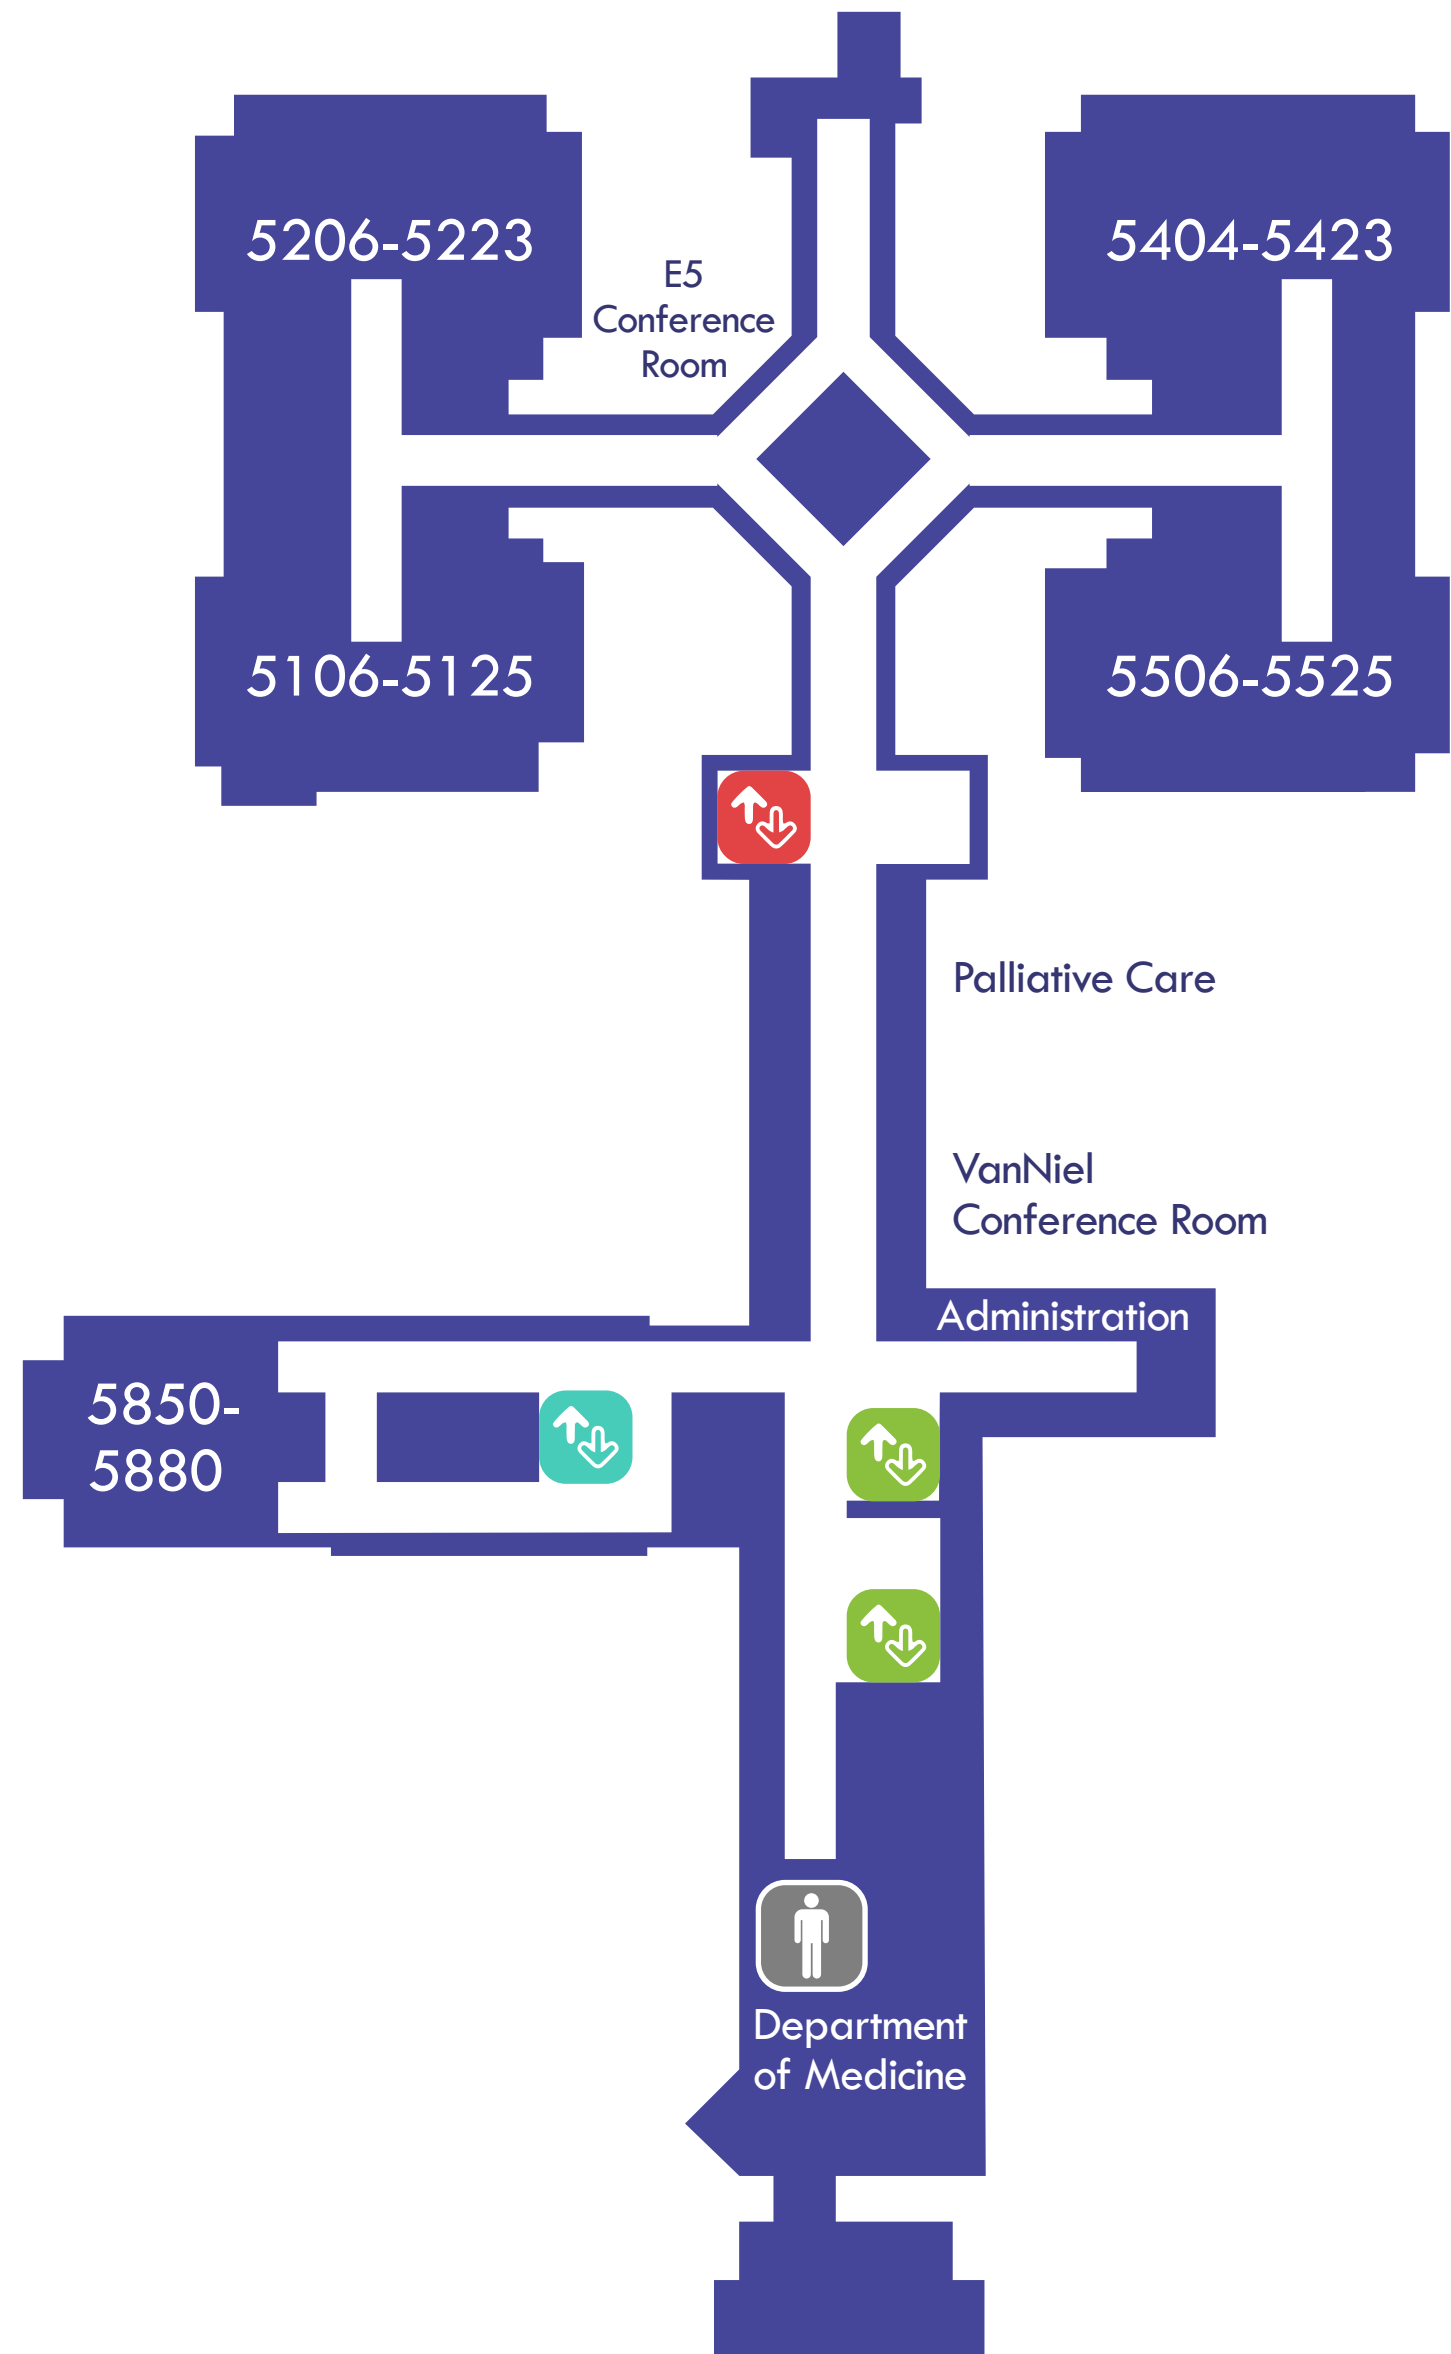 5206-5223
5404-5423
E5
Conference
Room
5106-5125
5506-5525
Palliative Care
VanNiel
Conference Room
Administration
5850-
5880
Department
of Medicine